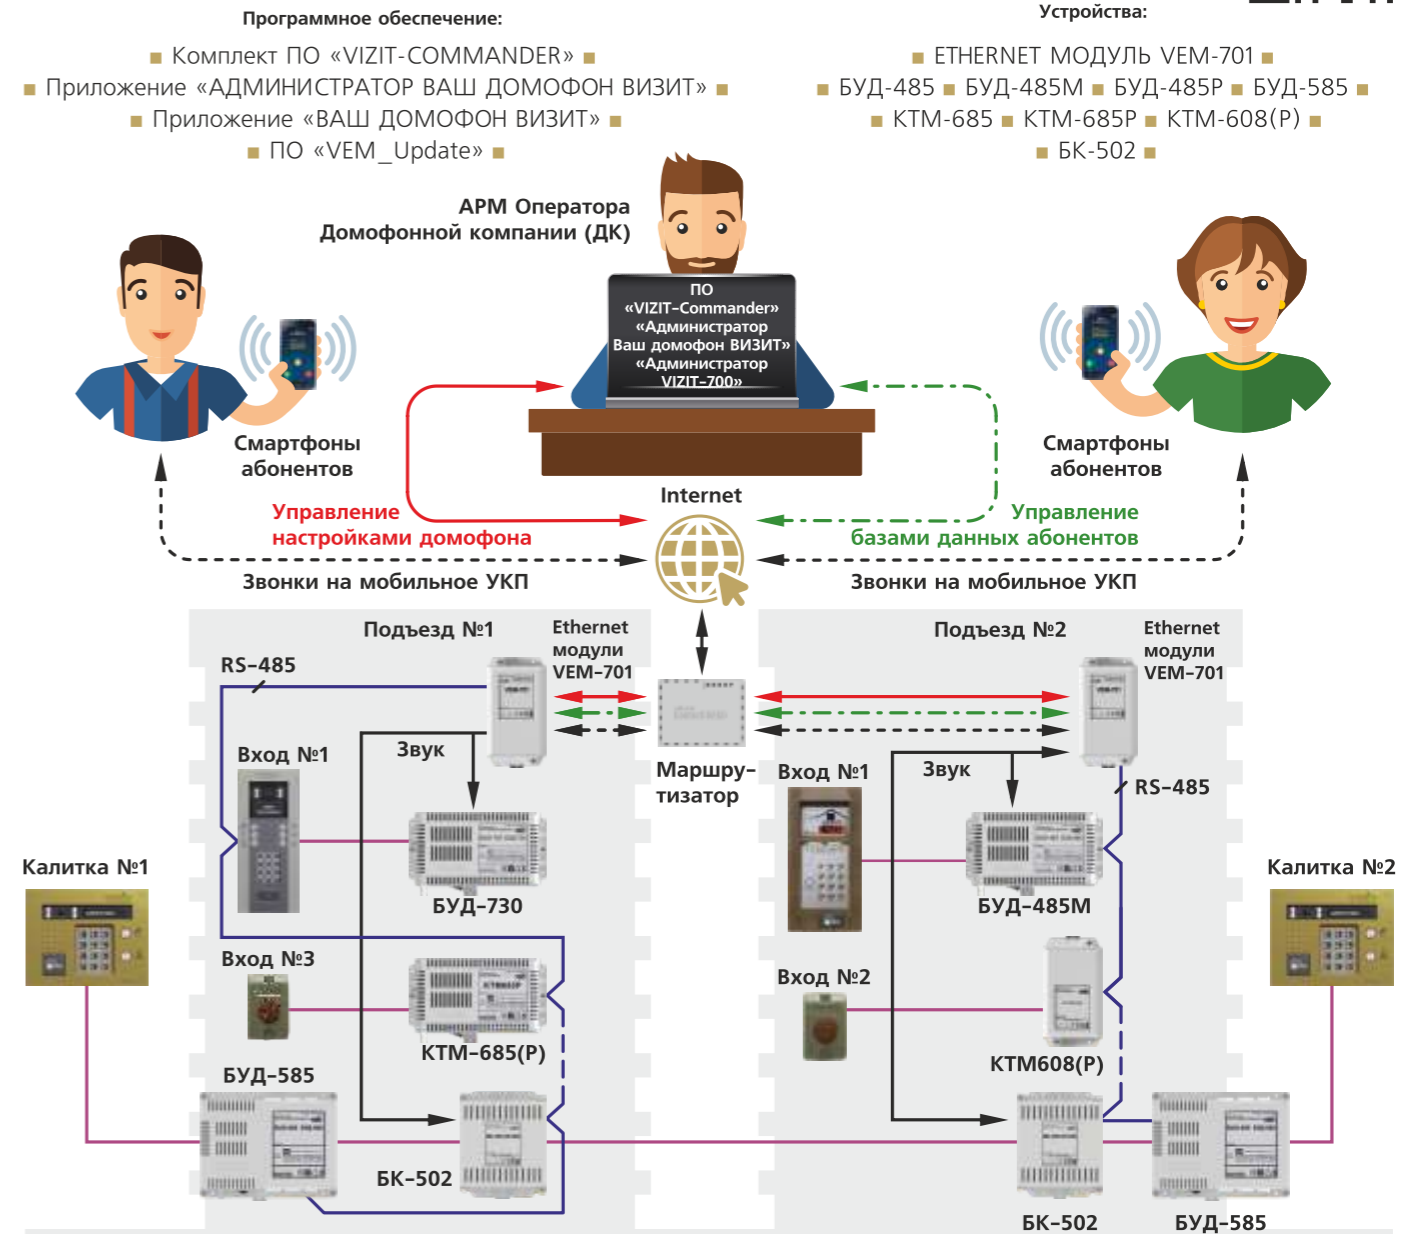 Программное обеспечение:
■ Комплект ПО «VIZIT-COMMANDER» ■
■ Приложение «АДМИНИСТРАТОР ВАШ ДОМОФОН ВИЗИТ» ■
■ Приложение «ВАШ ДОМОФОН ВИЗИТ» ■
■ ПО «VEM_Update» ■
Устройства:
■ ETHERNET МОДУЛЬ VEM-701 ■
■ БУД-485 ■ БУД-485М ■ БУД-485Р ■ БУД-585 ■
■ КТМ-685 ■ КТМ-685Р ■ КТМ-608(Р) ■
■ БК-502 ■
АРМ Оператора
Домофонной компании (ДК)
ПО
«VIZIT-Commander»
«Администратор
Ваш домофон ВИЗИТ»
«Администратор
VIZIT-700»
Смартфоны
абонентов
Смартфоны
абонентов
Internet
Управление
настройками домофона
Управление
базами данных абонентов
Звонки на мобильное УКП
Звонки на мобильное УКП
Подъезд №1
Ethernet
модули
VEM-701
Подъезд №2
Ethernet
модули
VEM-701
RS-485
Звук
Вход №1
Маршру-
тизатор
Вход №1
Звук
RS-485
Калитка №1
БУД-730
БУД-485М
Калитка №2
Вход №3
КТМ-685(Р)
Вход №2
КТМ608(Р)
БУД-585
БК-502
БК-502
БУД-585